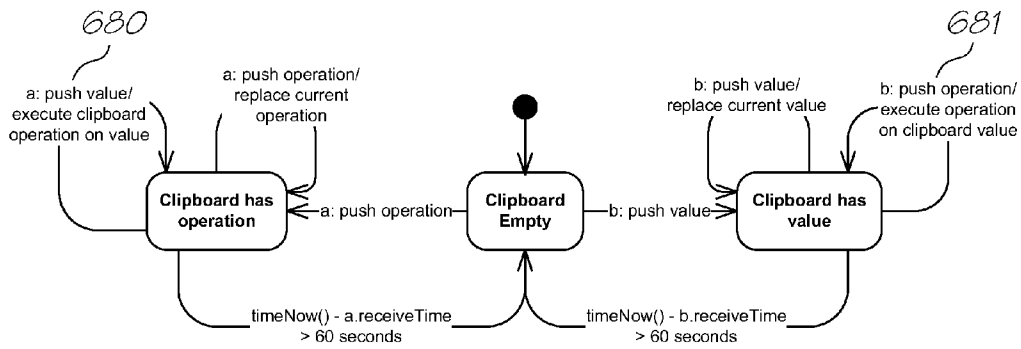 680
681
a: push value/
execute clipboard
operation on value
a: push operation/
replace current
operation
b: push value/
replace current value
b: push operation/
execute operation
on clipboard value
Clipboard has
operation
a: push operation
Clipboard
Empty
b: push value
Clipboard has
value
timeNow() - a.receiveTime
> 60 seconds
timeNow() - b.receiveTime
> 60 seconds